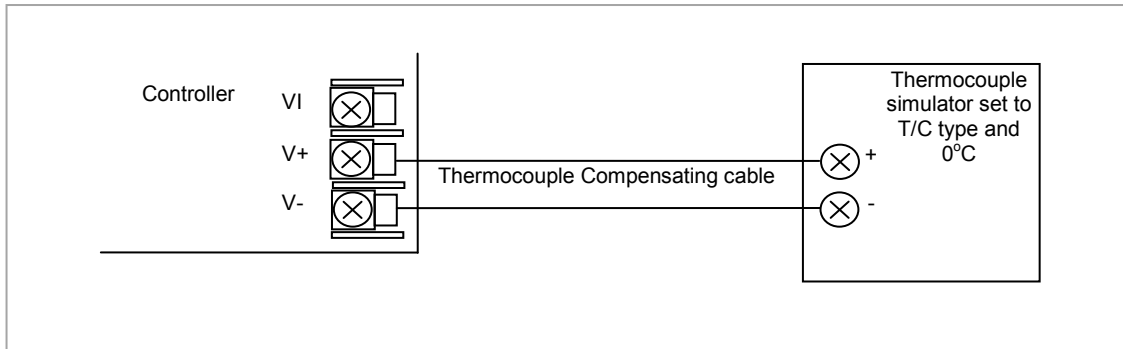 Controller
VI
V+
V-
Thermocouple Compensating cable
+
-
Thermocouple
simulator set to
T/C type and
0°C